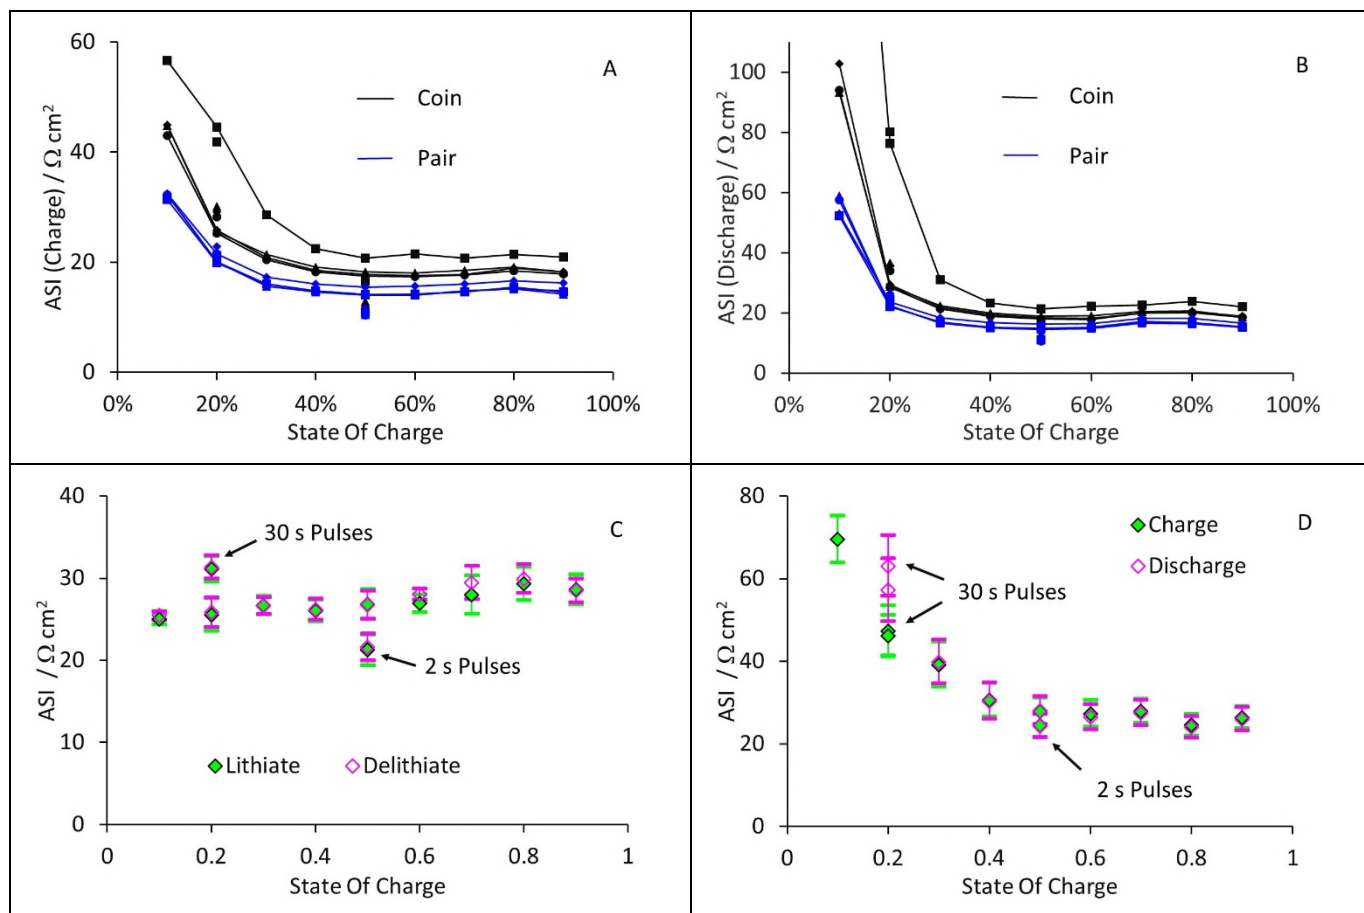 60
40
20
0
0%
20%
40%
60%
80%
100%
ASI (Charge) / Ω cm²
State Of Charge
A
Coin
Pair
100
80
60
40
20
0
0%
20%
40%
60%
80%
100%
ASI (Discharge) / Ω cm²
State Of Charge
B
Coin
Pair
40
30
20
10
0
0
0.2
0.4
0.6
0.8
1
ASI / Ω cm²
State Of Charge
C
30 s Pulses
2 s Pulses
Lithiate
Delithiate
80
60
40
20
0
0
0.2
0.4
0.6
0.8
1
ASI / Ω cm²
State Of Charge
D
Charge
Discharge
30 s Pulses
2 s Pulses